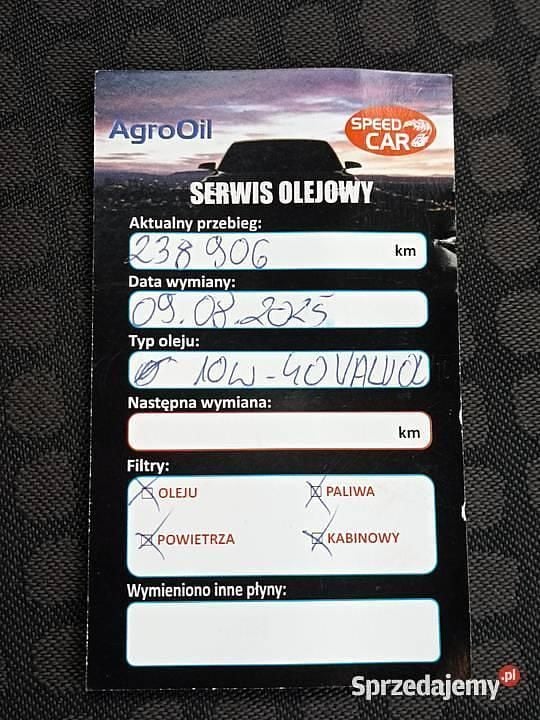 AgroOil
SPEED
CAR
SERWIS OLEJOWY
Aktualny przebieg:
238 906 km
Data wymiany:
09.08.2025
Typ oleju:
10W-40
Następna wymiana:
km
Filtry:
OLEJU PALIWA
POWIETRZA KABINOWY
Wymieniono inne płyny:
Sprzedajemy.pl